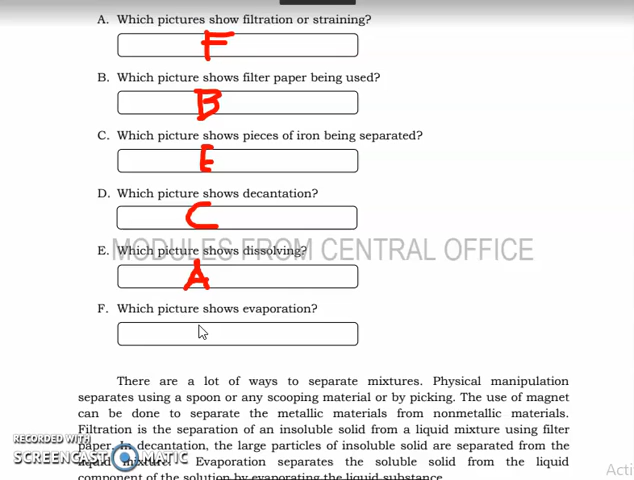 A. Which pictures show filtration or straining?
F
B. Which picture shows filter paper being used?
B
C. Which picture shows pieces of iron being separated?
E
D. Which picture shows decantation?
C
MODULES FROM CENTRAL OFFICE
E. Which picture shows dissolving?
A
F. Which picture shows evaporation?
There are a lot of ways to separate mixtures. Physical manipulation
separates using a spoon or any scooping material or by picking. The use of magnet
can be done to separate the metallic materials from nonmetallic materials.
Filtration is the separation of an insoluble solid from a liquid mixture using filter
paper. In decantation, the large particles of insoluble solid are separated from the
liquid mixture. Evaporation separates the soluble solid from the liquid
component of the solution by evaporating the liquid substance.
RECORDED WITH
SCREENCAST MATIC
Acti